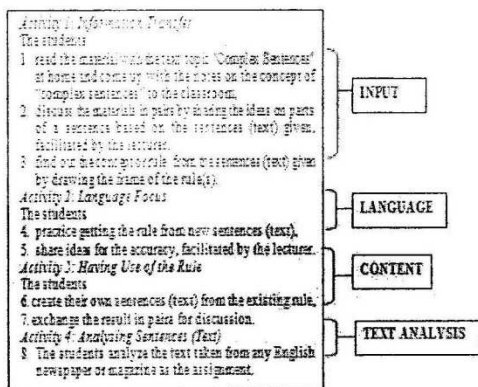 Activity 1: Information Transfer
The students
1 read the material with the text topic "Complex Sentences"
at home and come up with the notes on the concept of
"complex sentences" to the classroom,
2. discuss the materials in pairs by sharing the ideas on parts
of a sentence based on the sentences (text) given,
facilitated by the lecturer.
3 find out the concept rule from the sentences (text) given
by drawing the frame of the rule(s).
Activity 2: Language Focus
The students
4. practice getting the rule from new sentences (text),
5. share ideas for the accuracy, facilitated by the lecturer.
Activity 3: Having Use of the Rule
The students
6. create their own sentences (text) from the existing rule,
7. exchange the result in pairs for discussion.
Activity 4: Analysing Sentences (Text)
8 The students analyze the text taken from any English
newspaper or magazine as the assignment.
INPUT
LANGUAGE
CONTENT
TEXT ANALYSIS